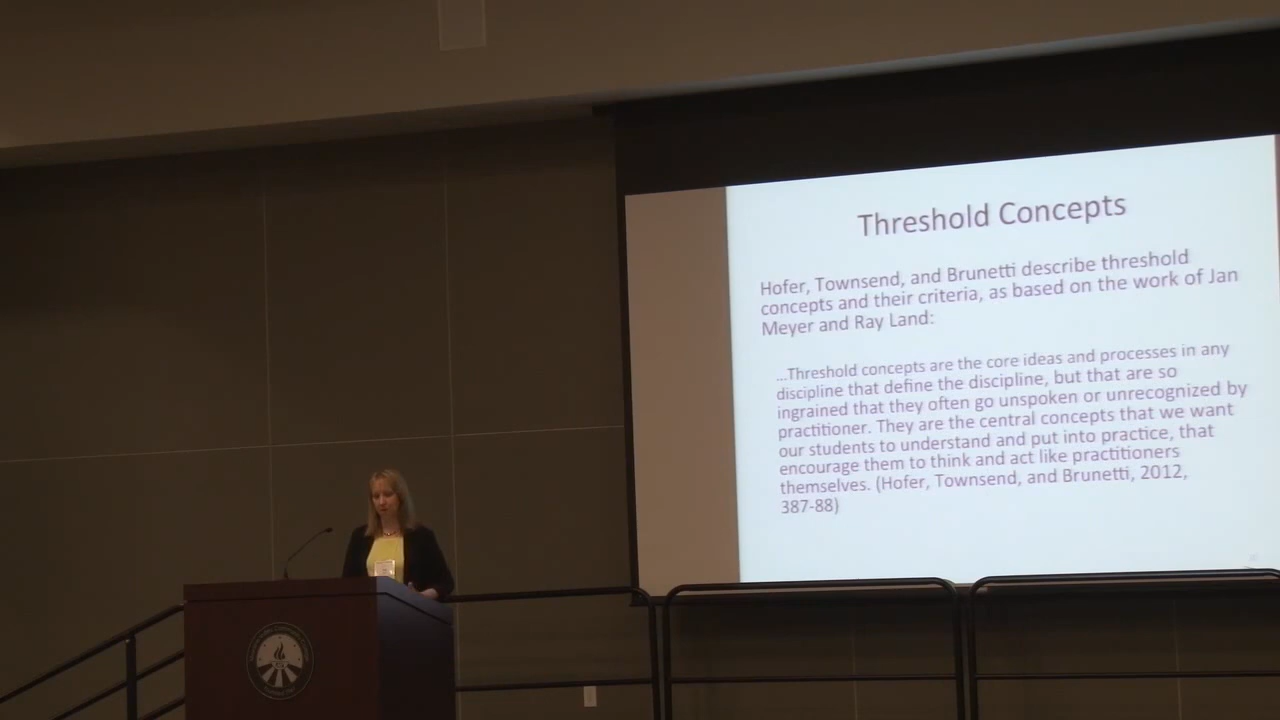 Threshold Concepts
Hofer, Townsend, and Brunetti describe threshold
concepts and their criteria, as based on the work of Jan
Meyer and Ray Land:
...Threshold concepts are the core ideas and processes in any
discipline that define the discipline, but that are so
ingrained that they often go unspoken or unrecognized by
practitioner. They are the central concepts that we want
our students to understand and put into practice, that
encourage them to think and act like practitioners
themselves. (Hofer, Townsend, and Brunetti, 2012,
387-88)